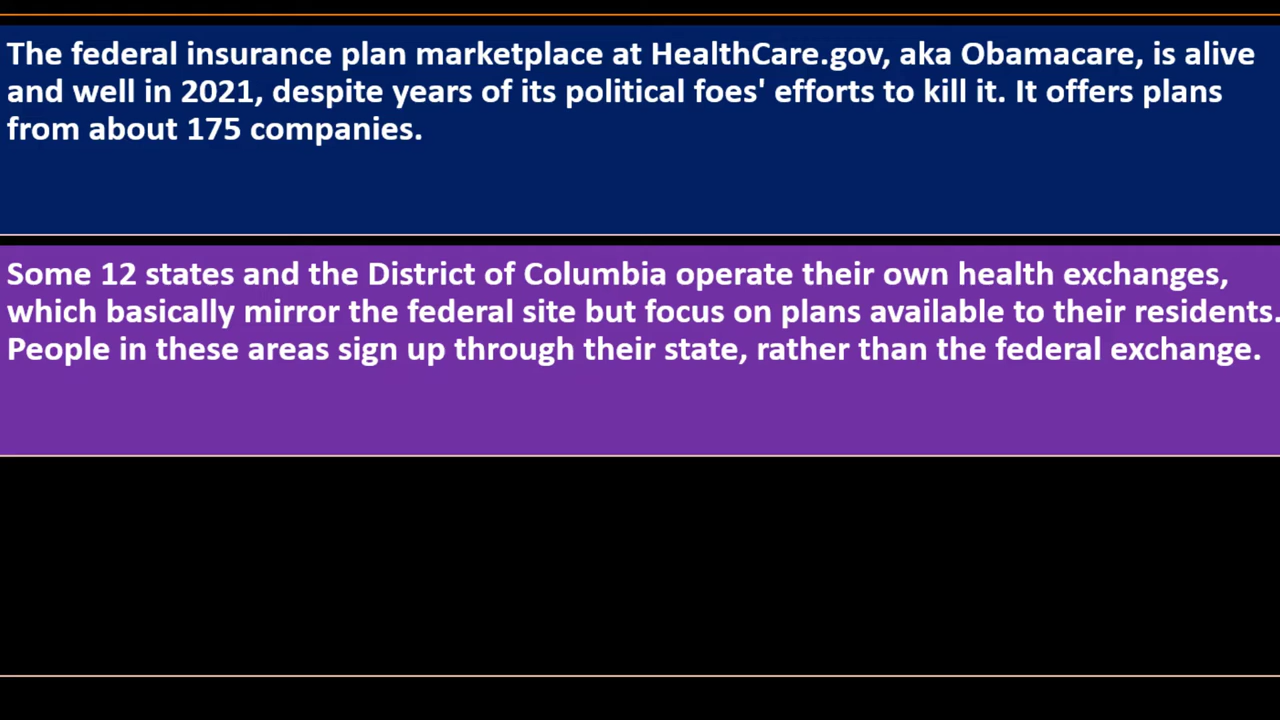 The federal insurance plan marketplace at HealthCare.gov, aka Obamacare, is alive
and well in 2021, despite years of its political foes' efforts to kill it. It offers plans
from about 175 companies.
Some 12 states and the District of Columbia operate their own health exchanges,
which basically mirror the federal site but focus on plans available to their residents.
People in these areas sign up through their state, rather than the federal exchange.